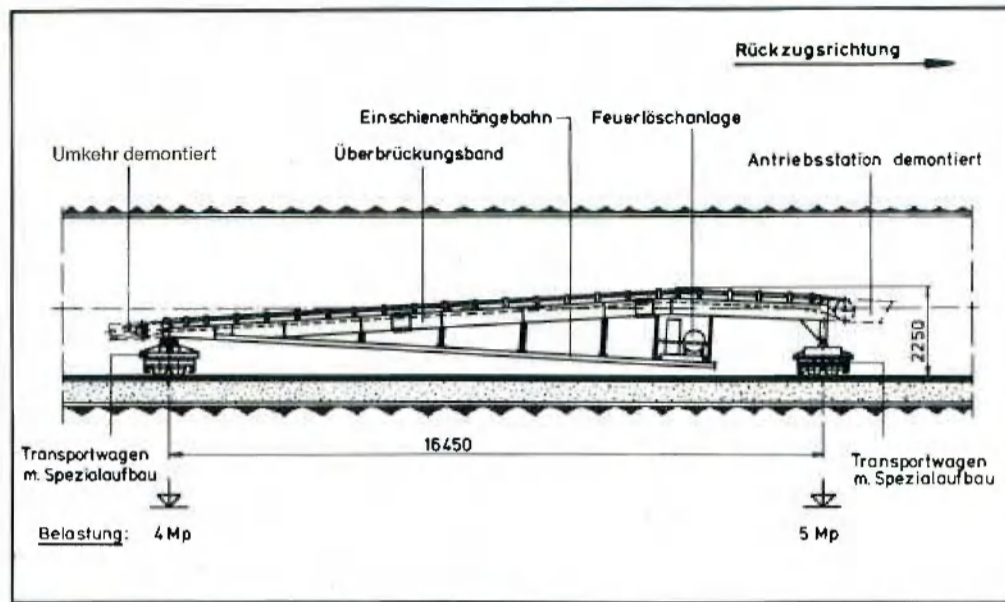 Rückzugsrichtung
Einschienenhängebahn
Feuerlöschanlage
Umkehr demontiert
Überbrückungsband
Antriebsstation demontiert
2250
16450
Transportwagen
m. Spezialaufbau
Transportwagen
m. Spezialaufbau
Belastung: 4 Mp
5 Mp